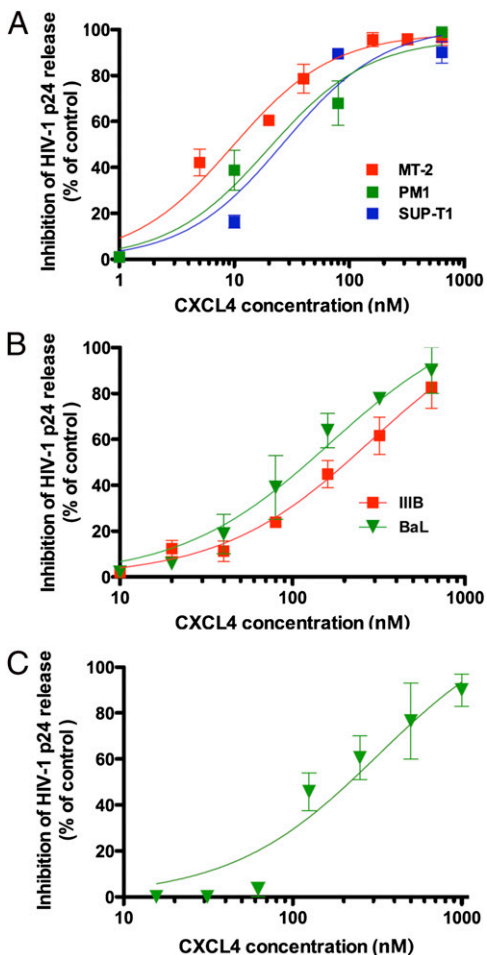 A
Inhibition of HIV-1 p24 release
(% of control)
100
80
60
40
20
0
MT-2
PM1
SUP-T1
1
10
100
1000
CXCL4 concentration (nM)
B
Inhibition of HIV-1 p24 release
(% of control)
100
80
60
40
20
0
IIIB
BaL
10
100
1000
CXCL4 concentration (nM)
C
Inhibition of HIV-1 p24 release
(% of control)
100
80
60
40
20
0
10
100
1000
CXCL4 concentration (nM)